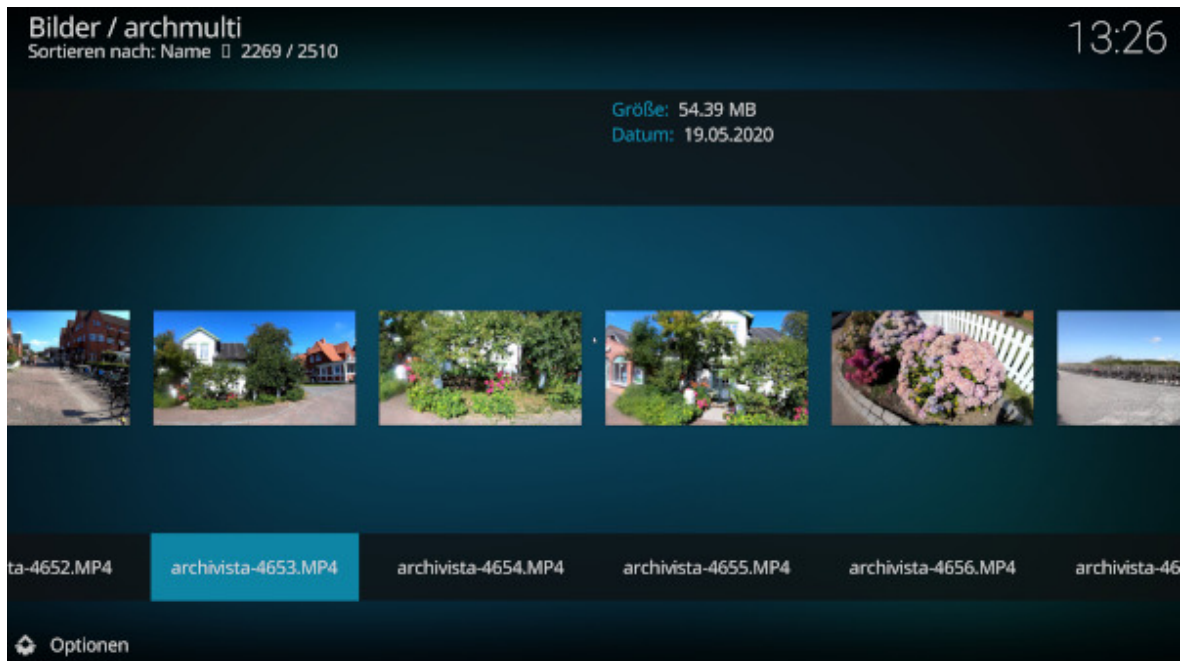 Bilder / archmulti
Sortieren nach: Name 2269 / 2510
13:26
Größe: 54.39 MB
Datum: 19.05.2020
ta-4652.MP4
archivista-4653.MP4
archivista-4654.MP4
archivista-4655.MP4
archivista-4656.MP4
archivista-46
Optionen